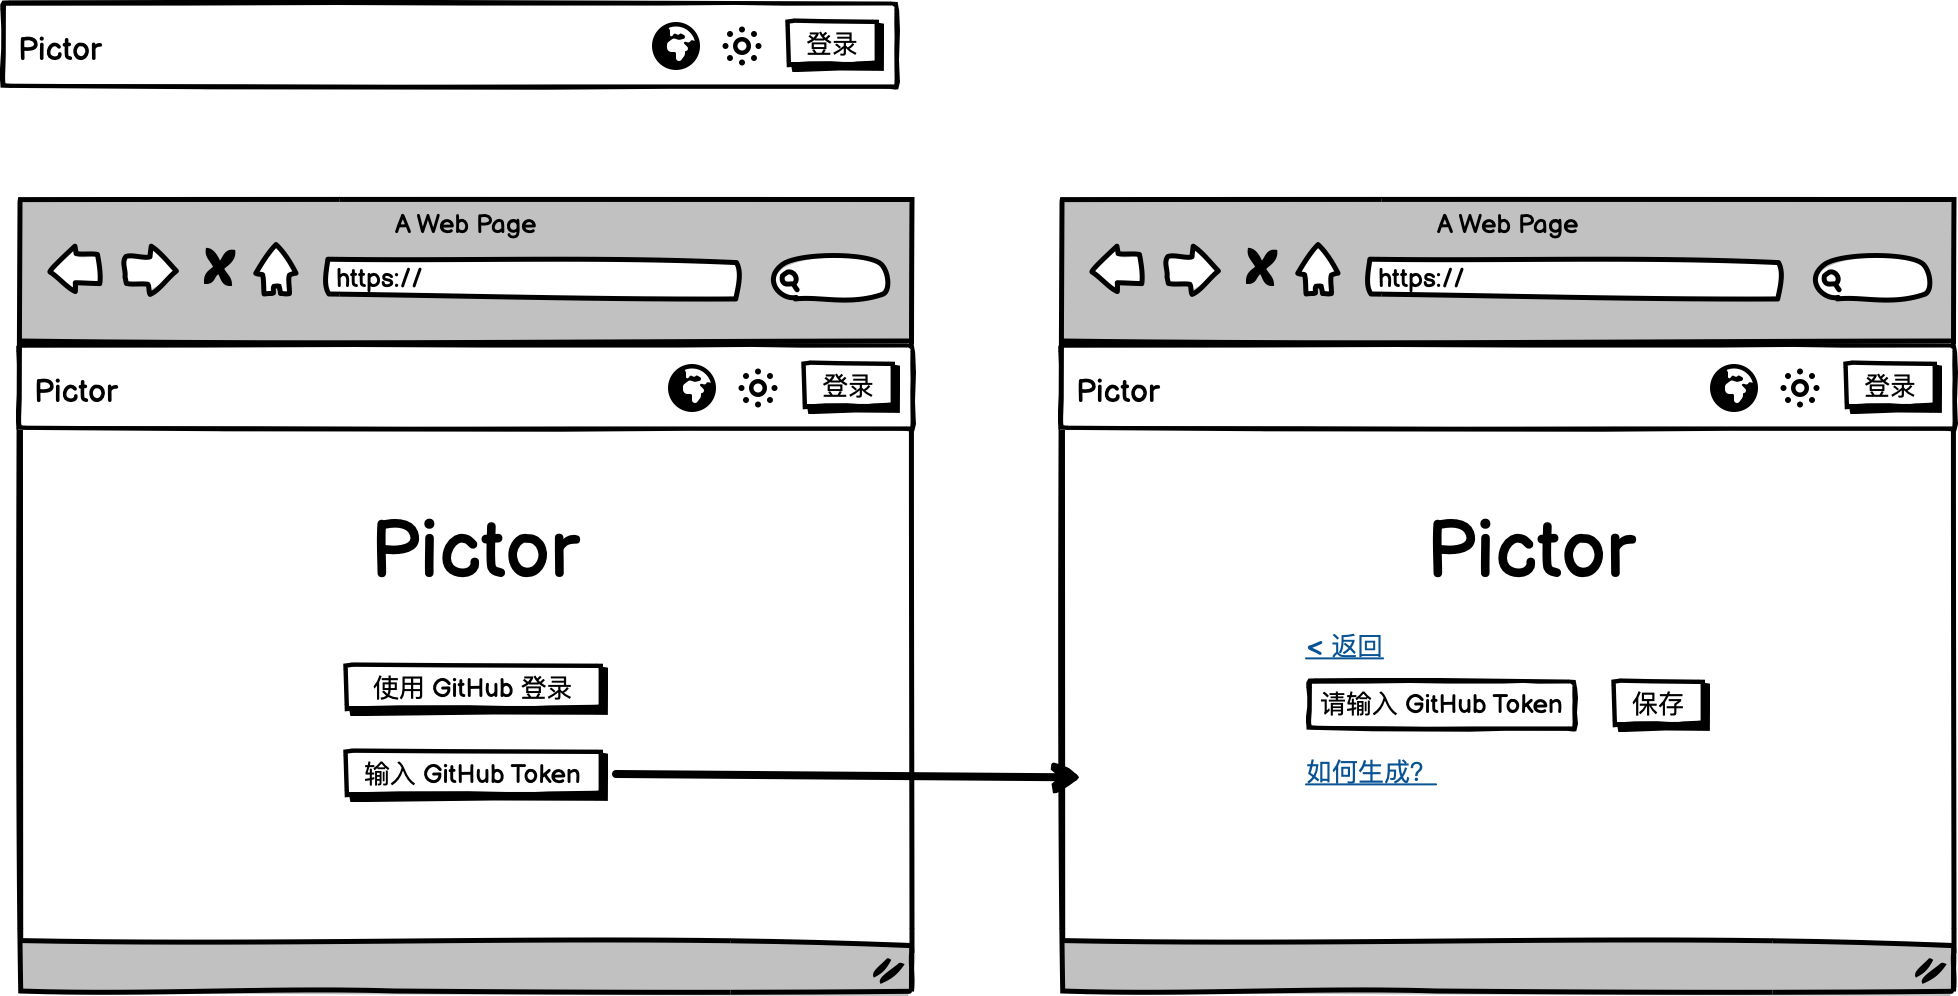 Pictor
登录
A Web Page
https://
Pictor
登录
Pictor
使用 GitHub 登录
输入 GitHub Token
A Web Page
https://
Pictor
登录
Pictor
< 返回
请输入 GitHub Token
保存
如何生成？